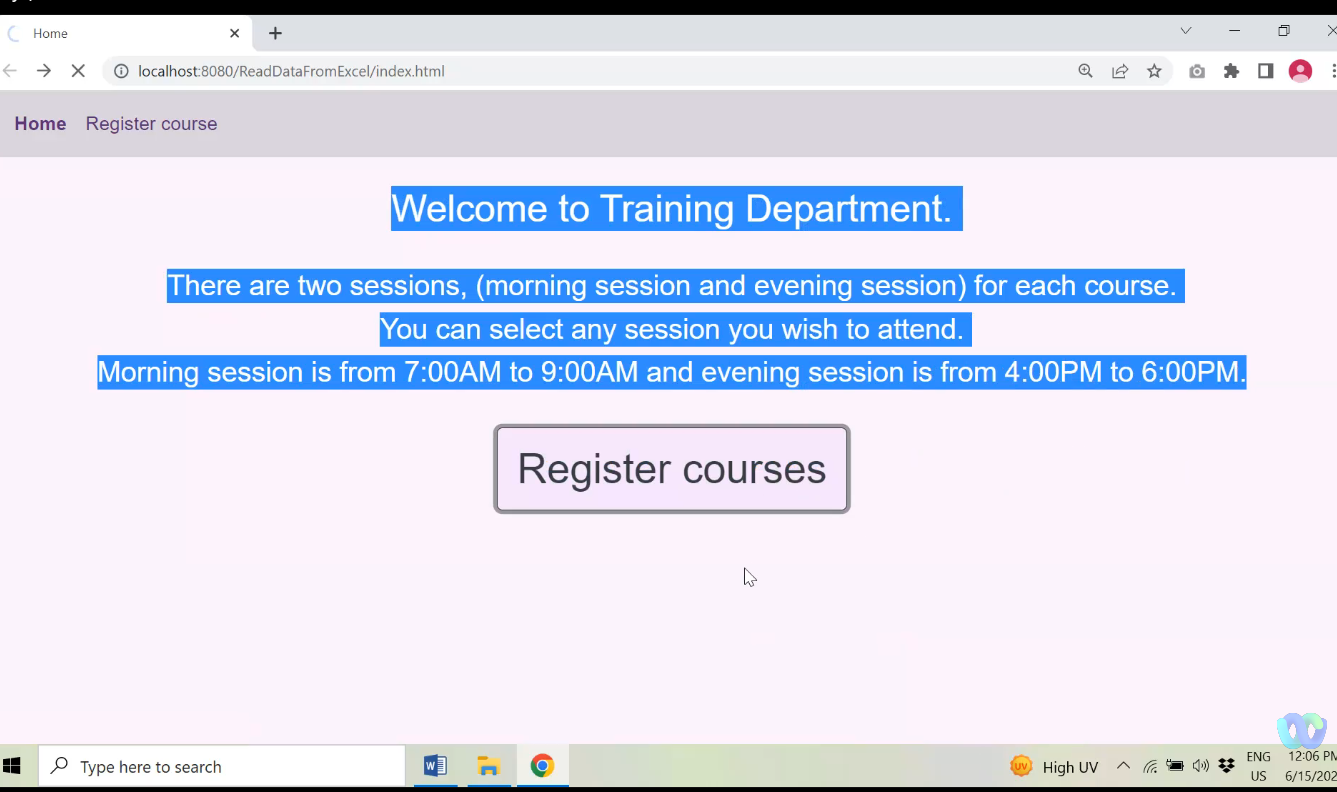 Home
localhost:8080/ReadDataFromExcel/index.html
Home Register course
Welcome to Training Department.
There are two sessions, (morning session and evening session) for each course.
You can select any session you wish to attend.
Morning session is from 7:00AM to 9:00AM and evening session is from 4:00PM to 6:00PM.
Register courses
Type here to search
UV High UV
ENG
US
12:06 PM